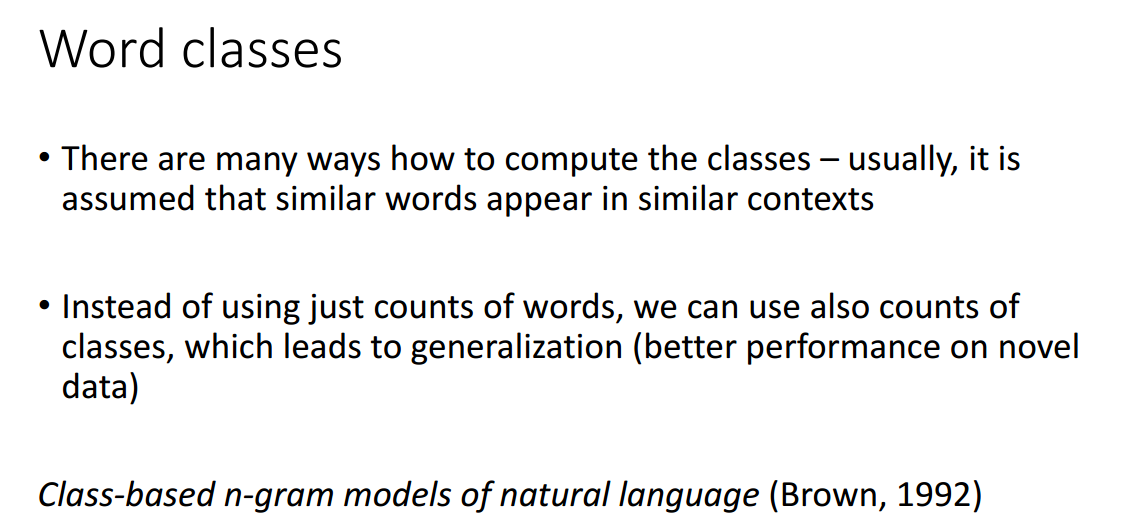 Word classes
• There are many ways how to compute the classes – usually, it is
assumed that similar words appear in similar contexts
• Instead of using just counts of words, we can use also counts of
classes, which leads to generalization (better performance on novel
data)
Class-based n-gram models of natural language (Brown, 1992)